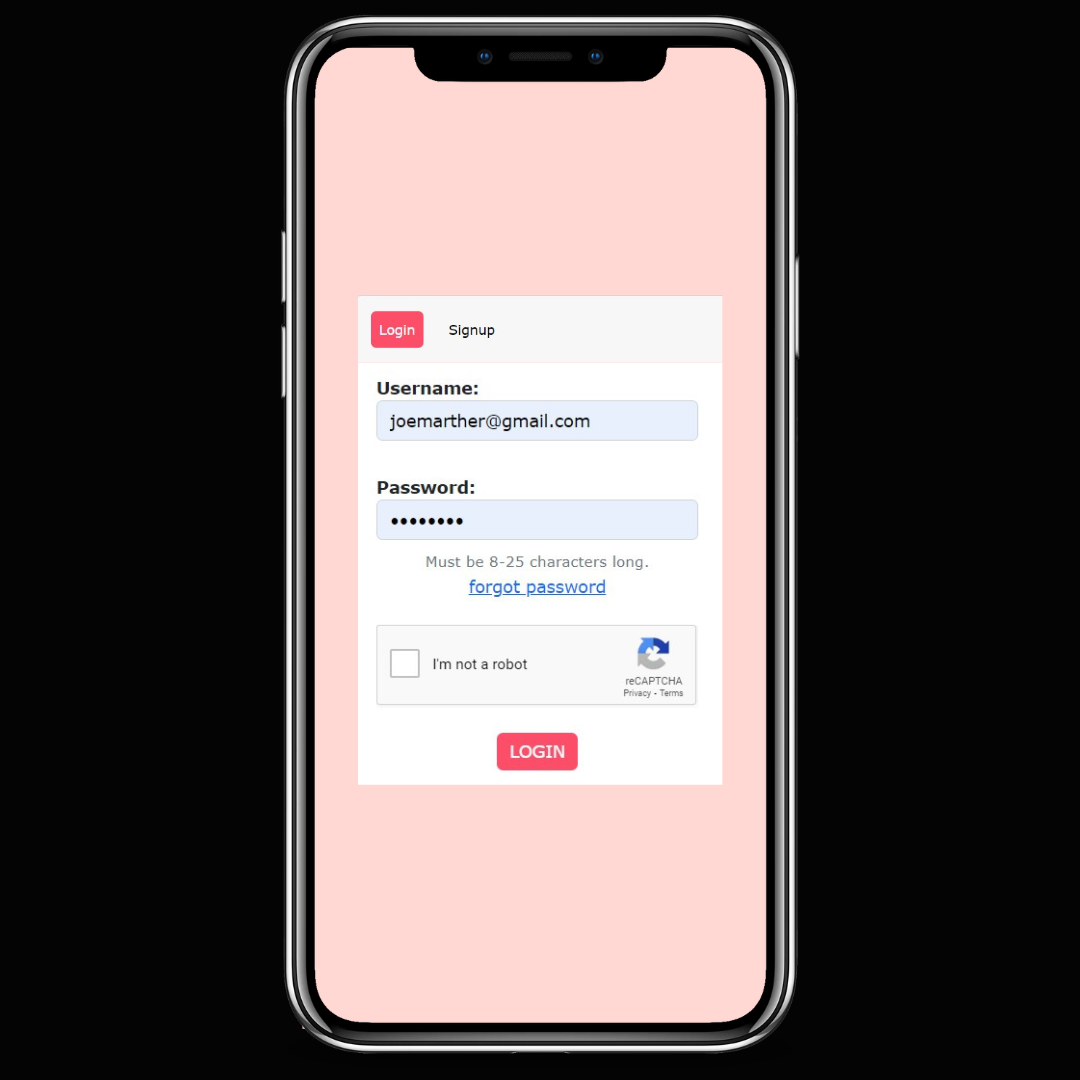 Login Signup
Username:
joemarther@gmail.com
Password:
••••••••
Must be 8-25 characters long.
forgot password
I'm not a robot
reCAPTCHA
Privacy - Terms
LOGIN